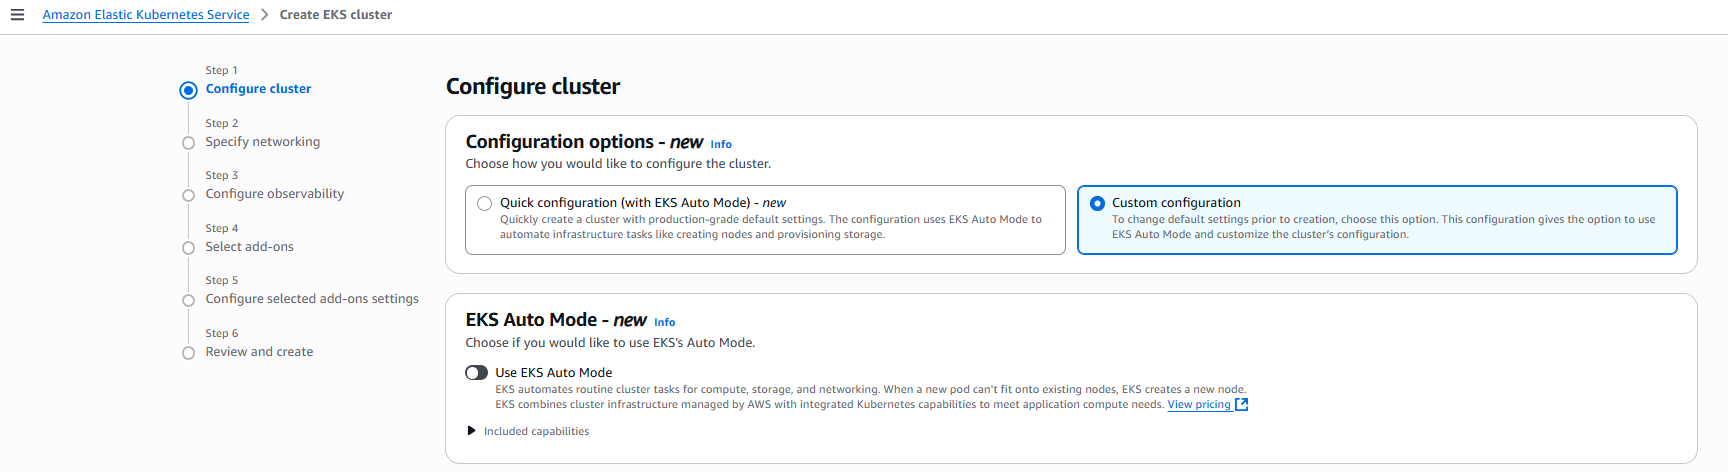 Amazon Elastic Kubernetes Service > Create EKS cluster
Step 1
Configure cluster
Step 2
Specify networking
Step 3
Configure observability
Step 4
Select add-ons
Step 5
Configure selected add-ons settings
Step 6
Review and create
Configure cluster
Configuration options - new Info
Choose how you would like to configure the cluster.
Quick configuration (with EKS Auto Mode) - new
Quickly create a cluster with production-grade default settings. The configuration uses EKS Auto Mode to
automate infrastructure tasks like creating nodes and provisioning storage.
Custom configuration
To change default settings prior to creation, choose this option. This configuration gives the option to use
EKS Auto Mode and customize the cluster's configuration.
EKS Auto Mode - new Info
Choose if you would like to use EKS's Auto Mode.
Use EKS Auto Mode
EKS automates routine cluster tasks for compute, storage, and networking. When a new pod can't fit onto existing nodes, EKS creates a new node.
EKS combines cluster infrastructure managed by AWS with integrated Kubernetes capabilities to meet application compute needs. View pricing
Included capabilities